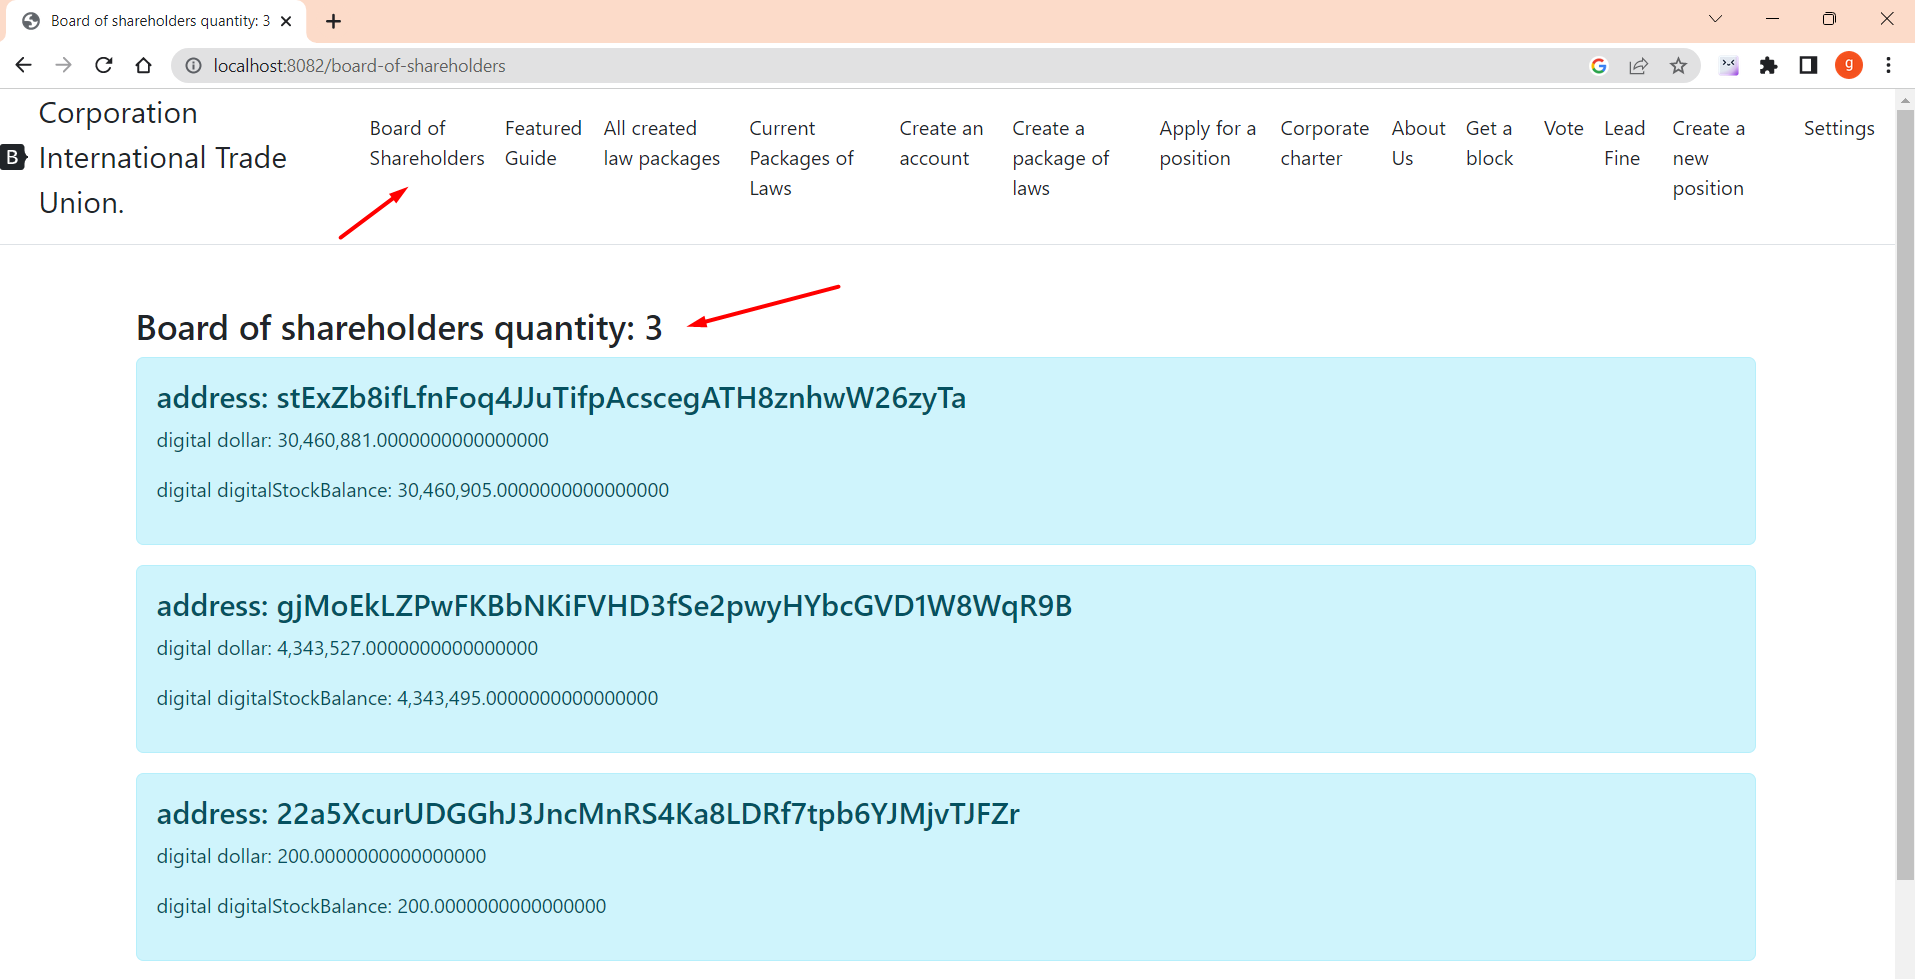 Board of shareholders quantity: 3
localhost:8082/board-of-shareholders
g
B
Corporation
International Trade
Union.
Board of
Shareholders
Featured
Guide
All created
law packages
Current
Packages of
Laws
Create an
account
Create a
package of
laws
Apply for a
position
Corporate
charter
About
Us
Get a
block
Vote
Lead
Fine
Create a
new
position
Settings
Board of shareholders quantity: 3
address: stExZb8ifLfnFoq4JJuTifpAcscegATH8znhwW26zyTa
digital dollar: 30,460,881.0000000000000000
digital digitalStockBalance: 30,460,905.0000000000000000
address: gjMoEkLZPwFKBbNKiFVHD3fSe2pwyHYbcGVD1W8WqR9B
digital dollar: 4,343,527.0000000000000000
digital digitalStockBalance: 4,343,495.0000000000000000
address: 22a5XcurUDGGhJ3JncMnRS4Ka8LDRf7tpb6YJMjvTJFZr
digital dollar: 200.0000000000000000
digital digitalStockBalance: 200.0000000000000000